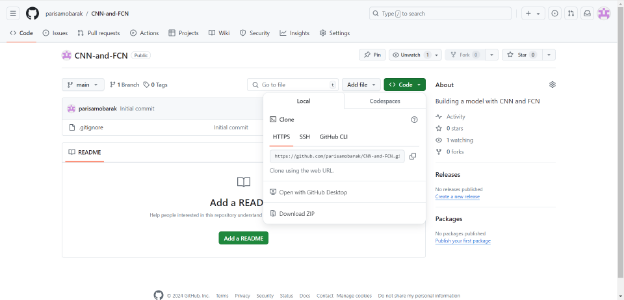 parisamobarak / CNN-and-FCN
Type / to search
Code Issues Pull requests Actions Projects Wiki Security Insights Settings
CNN-and-FCN Public
Pin Unwatch 1 Fork 0 Star 0
main 1 Branch 0 Tags
Go to file t
Add file Code
About
Local Codespaces
Building a model with CNN and FCN
parisamobarak Initial commit
Clone
Activity
.gitignore Initial commit
0 stars
HTTPS SSH GitHub CLI
1 watching
0 forks
README
https://github.com/parisamobarak/CNN-and-FCN.gi
Clone using the web URL.
Releases
Open with GitHub Desktop
No releases published
Create a new release
Add a READ
Download ZIP
Packages
Help people interested in this repository understand
No packages published
Publish your first package
Add a README
© 2024 GitHub, Inc. Terms Privacy Security Status Docs Contact Manage cookies Do not share my personal information